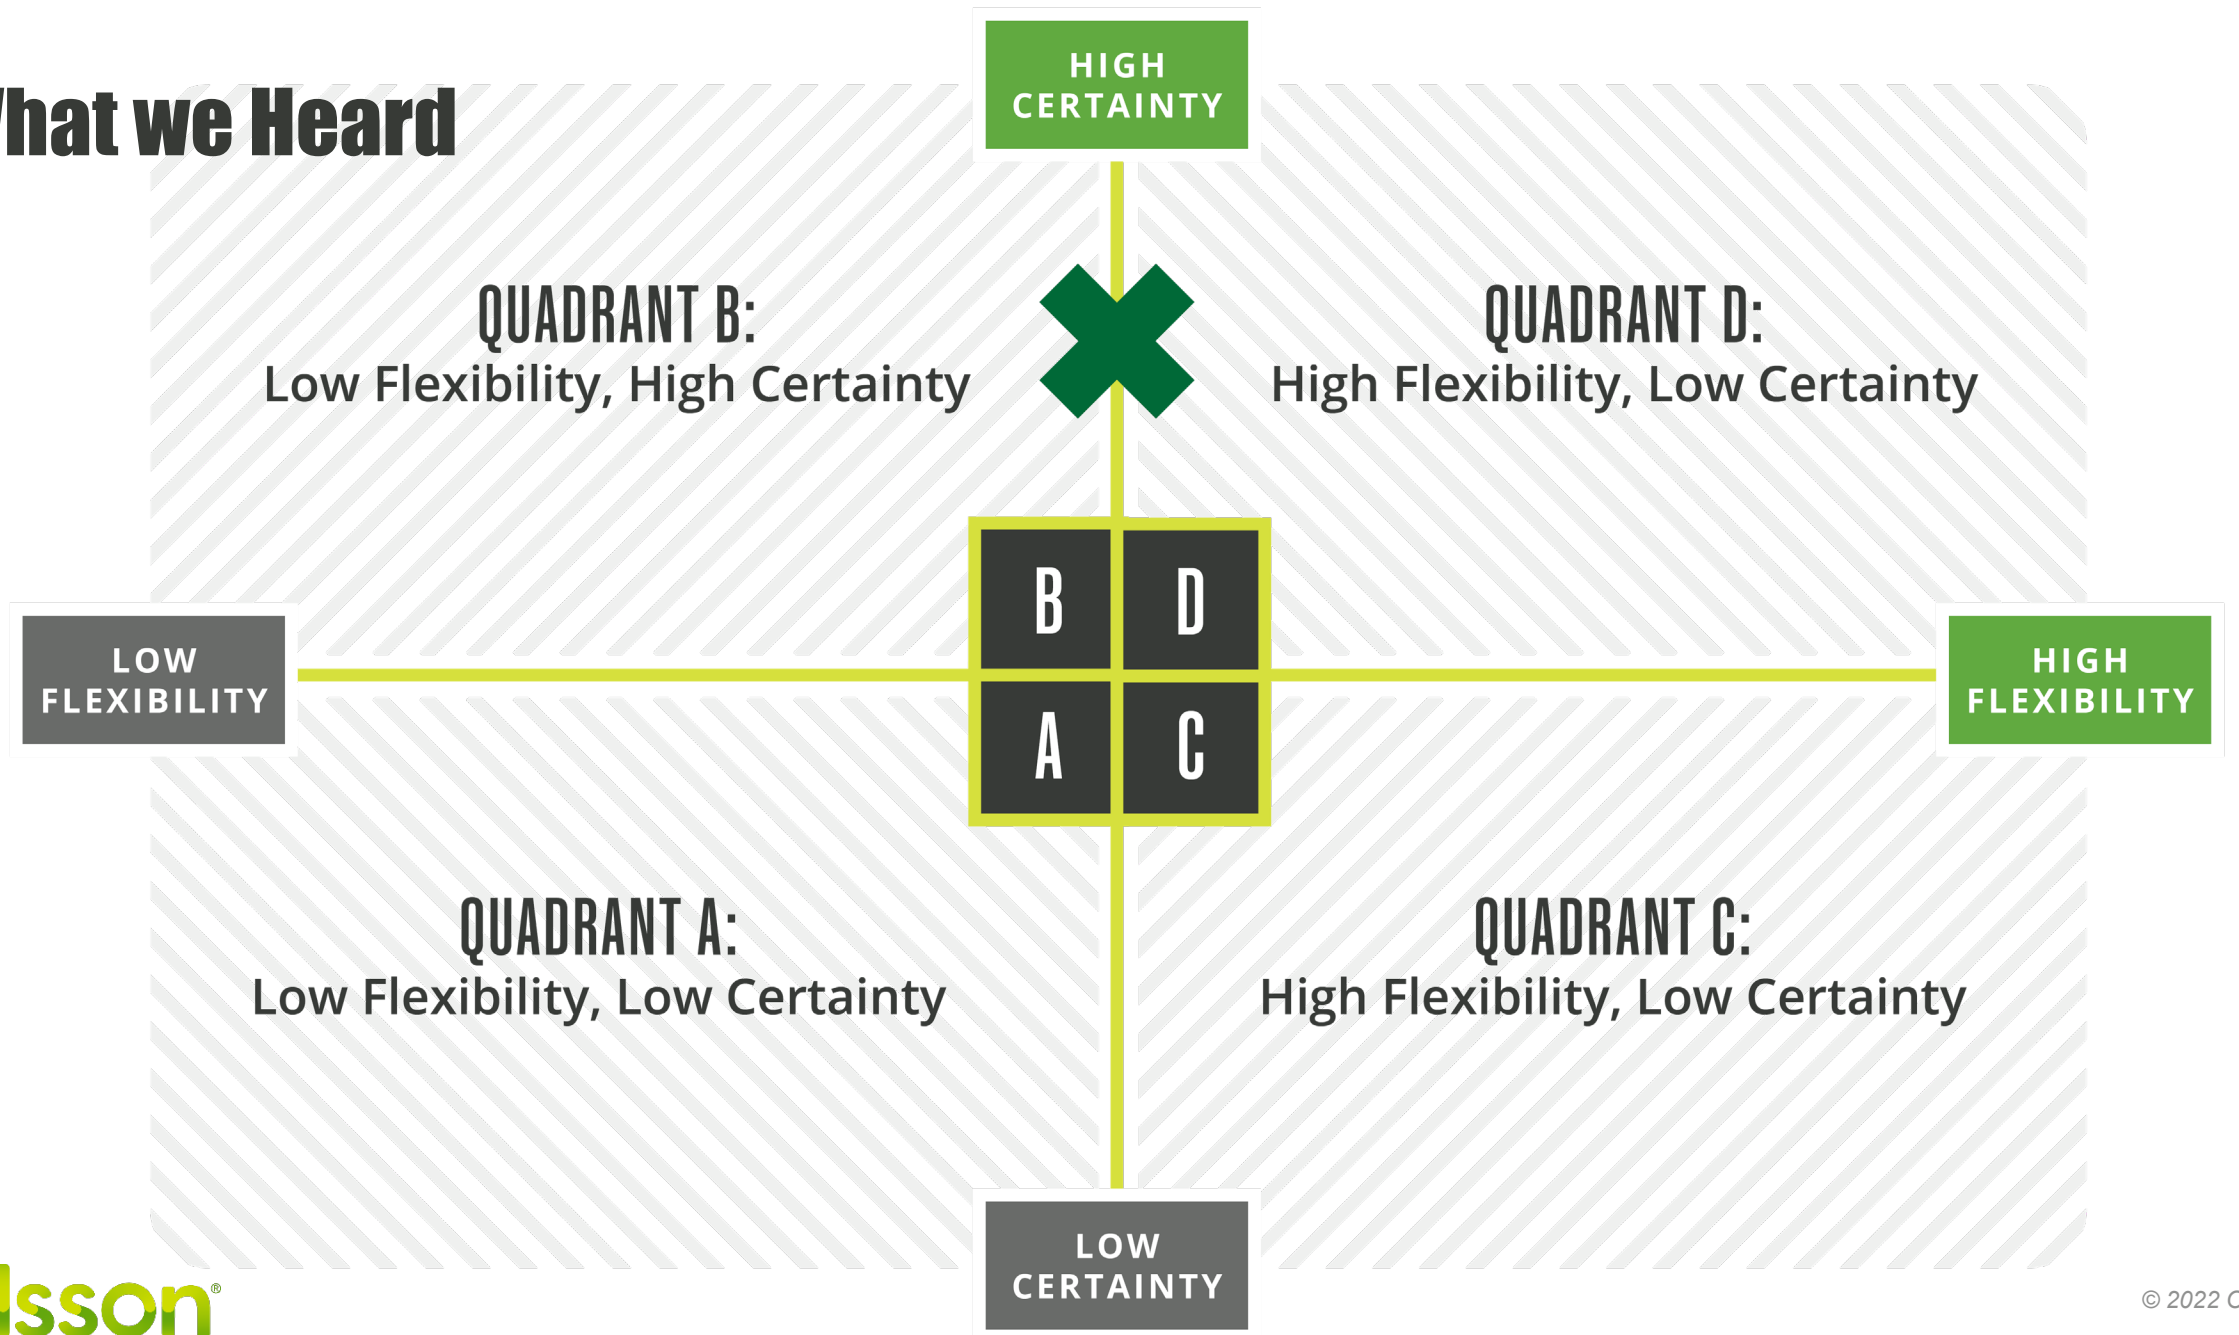 What we Heard
HIGH
CERTAINTY
QUADRANT B:
Low Flexibility, High Certainty
QUADRANT D:
High Flexibility, Low Certainty
B D
LOW
FLEXIBILITY
HIGH
FLEXIBILITY
A C
QUADRANT A:
Low Flexibility, Low Certainty
QUADRANT C:
High Flexibility, Low Certainty
LOW
CERTAINTY
lsson®
© 2022